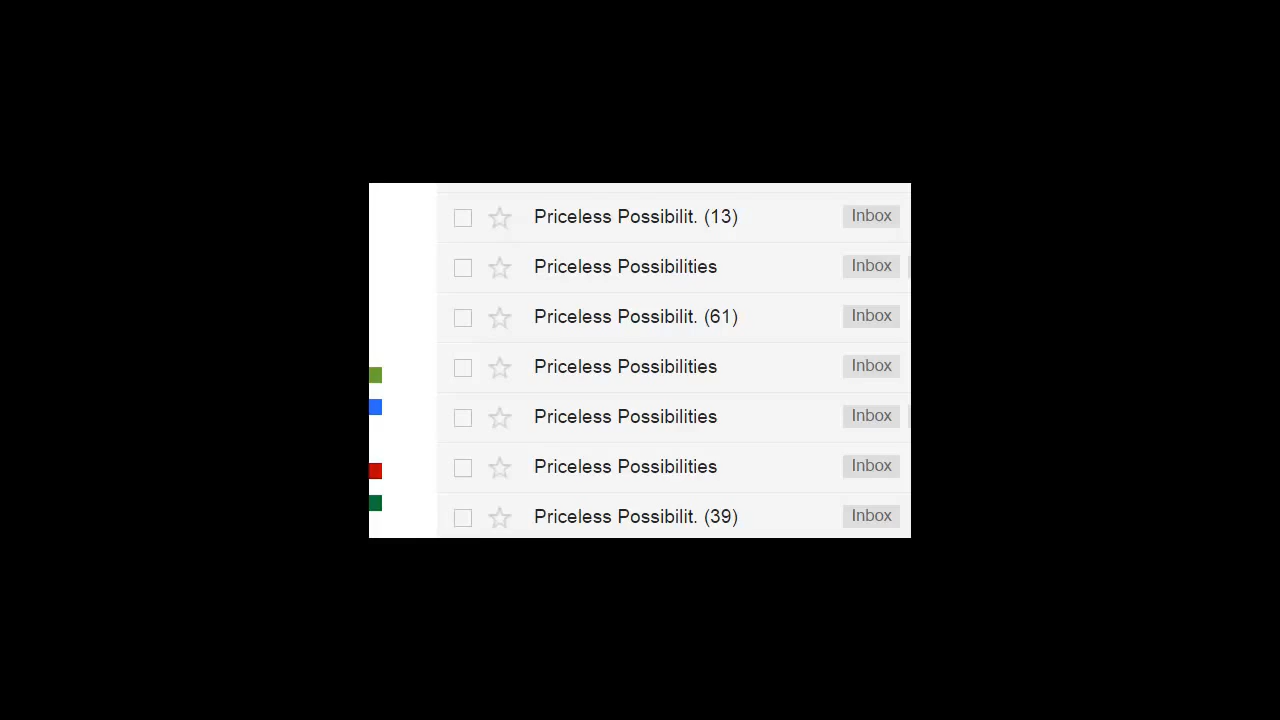 Priceless Possibilit. (13) Inbox
Priceless Possibilities Inbox
Priceless Possibilit. (61) Inbox
Priceless Possibilities Inbox
Priceless Possibilities Inbox
Priceless Possibilities Inbox
Priceless Possibilit. (39) Inbox